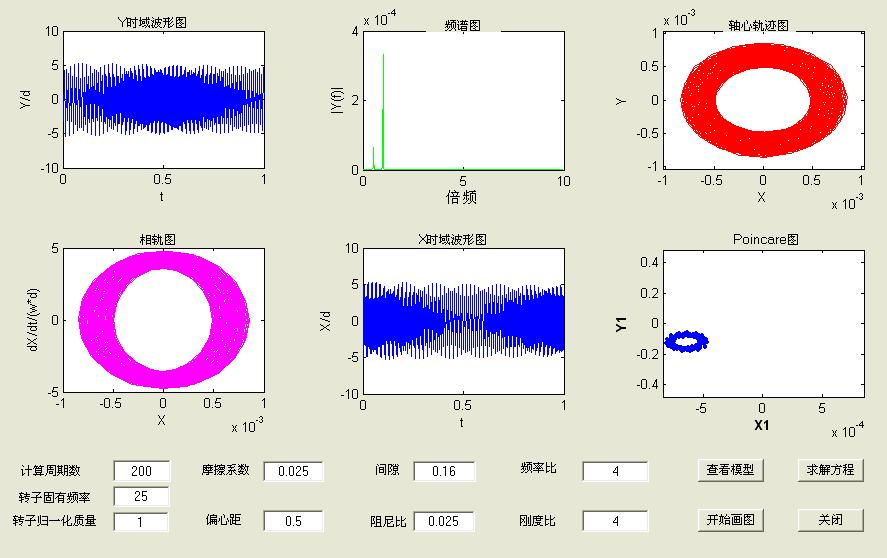 Y时域波形图
10
5
0
-5
-10
Y/d
0 0.5 1
t
频谱图
x 10^-4
4
2
0
|Y(f)|
0 5 10
倍频
轴心轨迹图
x 10^-3
1
0.5
0
-0.5
-1
Y
-1 -0.5 0 0.5 1
X
x 10^-3
相轨图
5
0
-5
dX/dt/(w*d)
-1 -0.5 0 0.5 1
X
x 10^-3
X时域波形图
10
5
0
-5
-10
X/d
0 0.5 1
t
Poincare图
0.4
0.2
0
-0.2
-0.4
Y1
-5 0 5
X1
x 10^-4
计算周期数 200 摩擦系数 0.025 间隙 0.16 频率比 4 查看模型 求解方程
转子固有频率 25
转子归一化质量 1 偏心距 0.5 阻尼比 0.025 刚度比 4 开始画图 关闭